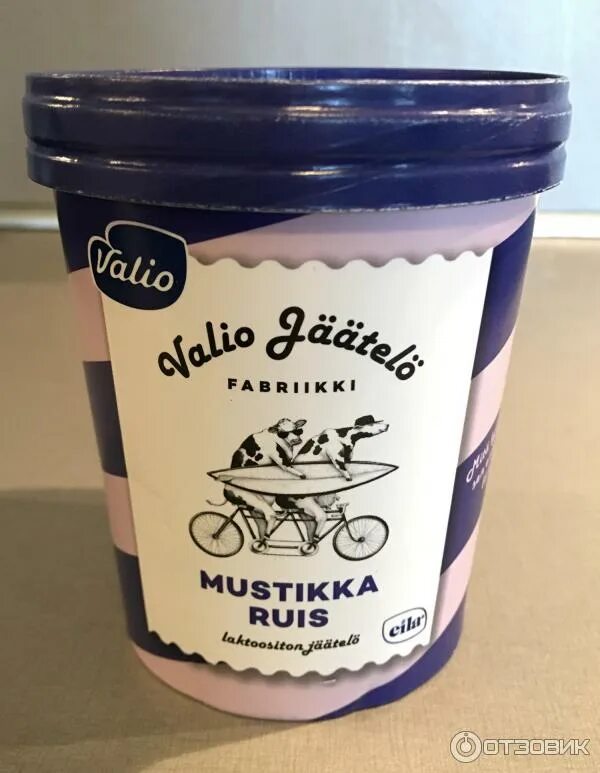 Valio
Valio Jäätelö
FABRIIKKI
MUSTIKKA
RUIS
laktoositon jäätelö
eila
ОТЗОВИК